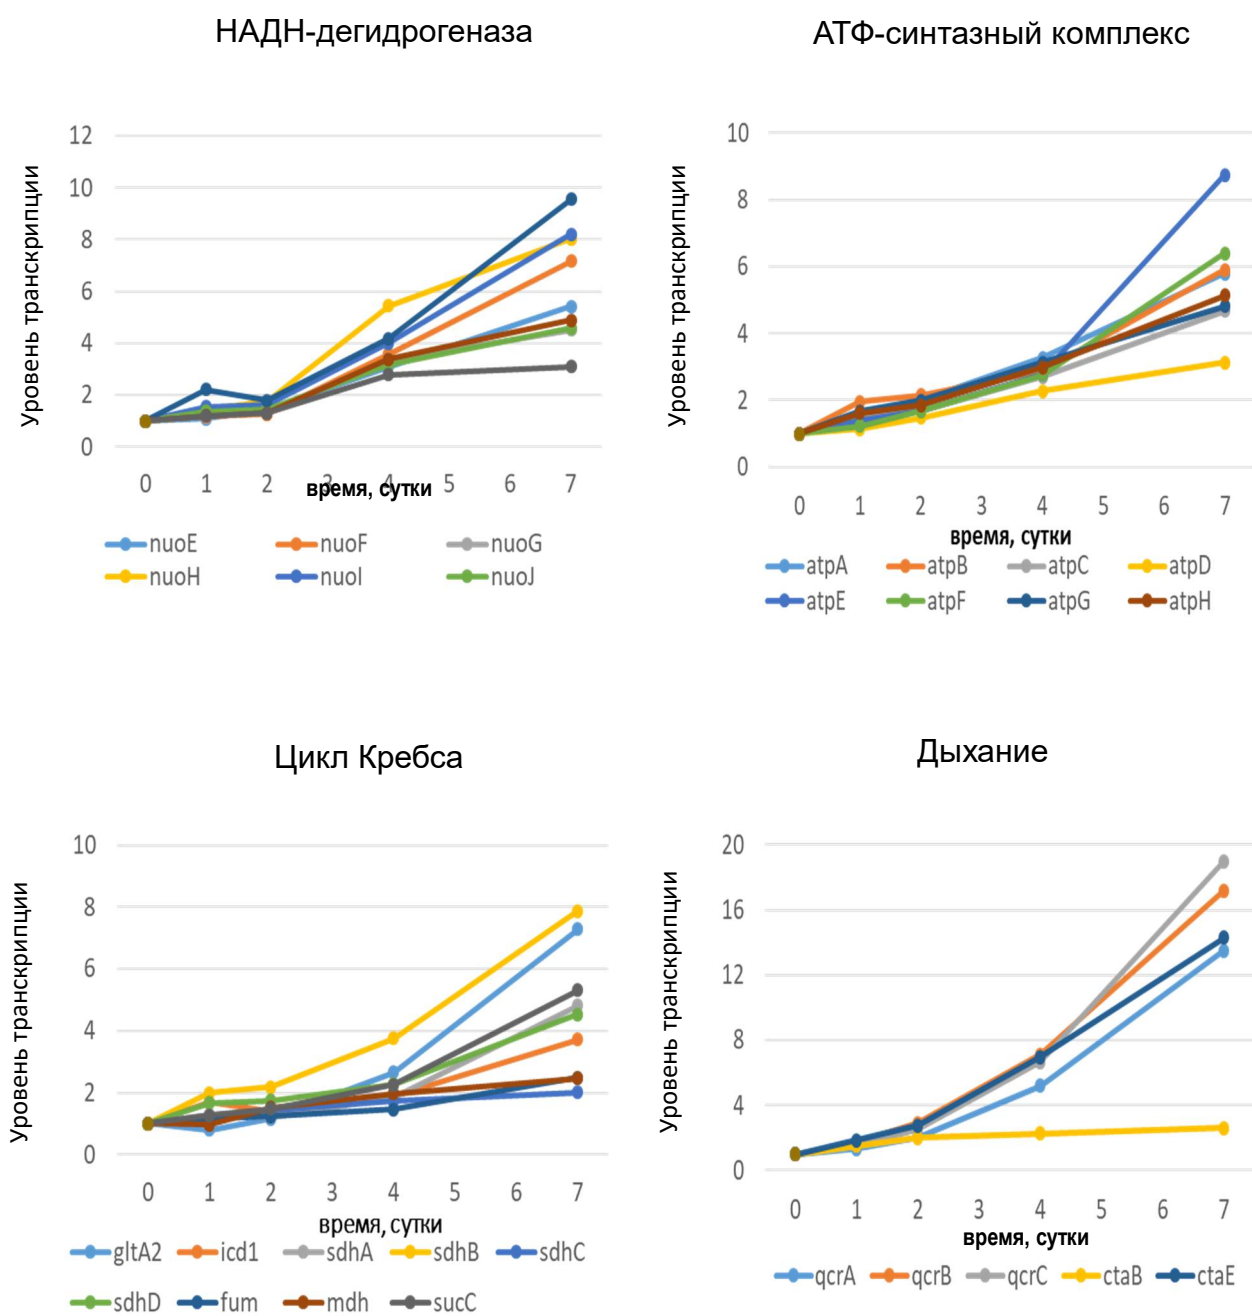 НАДН-дегидрогеназа
Уровень транскрипции
12
10
8
6
4
2
0
0 1 2 3 4 5 6 7
время, сутки
nuoE nuoF nuoG
nuoH nuoI nuoJ
АТФ-синтазный комплекс
Уровень транскрипции
10
8
6
4
2
0
0 1 2 3 4 5 6 7
время, сутки
atpA atpB atpC atpD
atpE atpF atpG atpH
Цикл Кребса
Уровень транскрипции
10
8
6
4
2
0
0 1 2 3 4 5 6 7
время, сутки
gltA2 icd1 sdhA sdhB sdhC
sdhD fum mdh sucC
Дыхание
Уровень транскрипции
20
16
12
8
4
0
0 1 2 3 4 5 6 7
время, сутки
qcrA qcrB qcrC ctaB ctaE